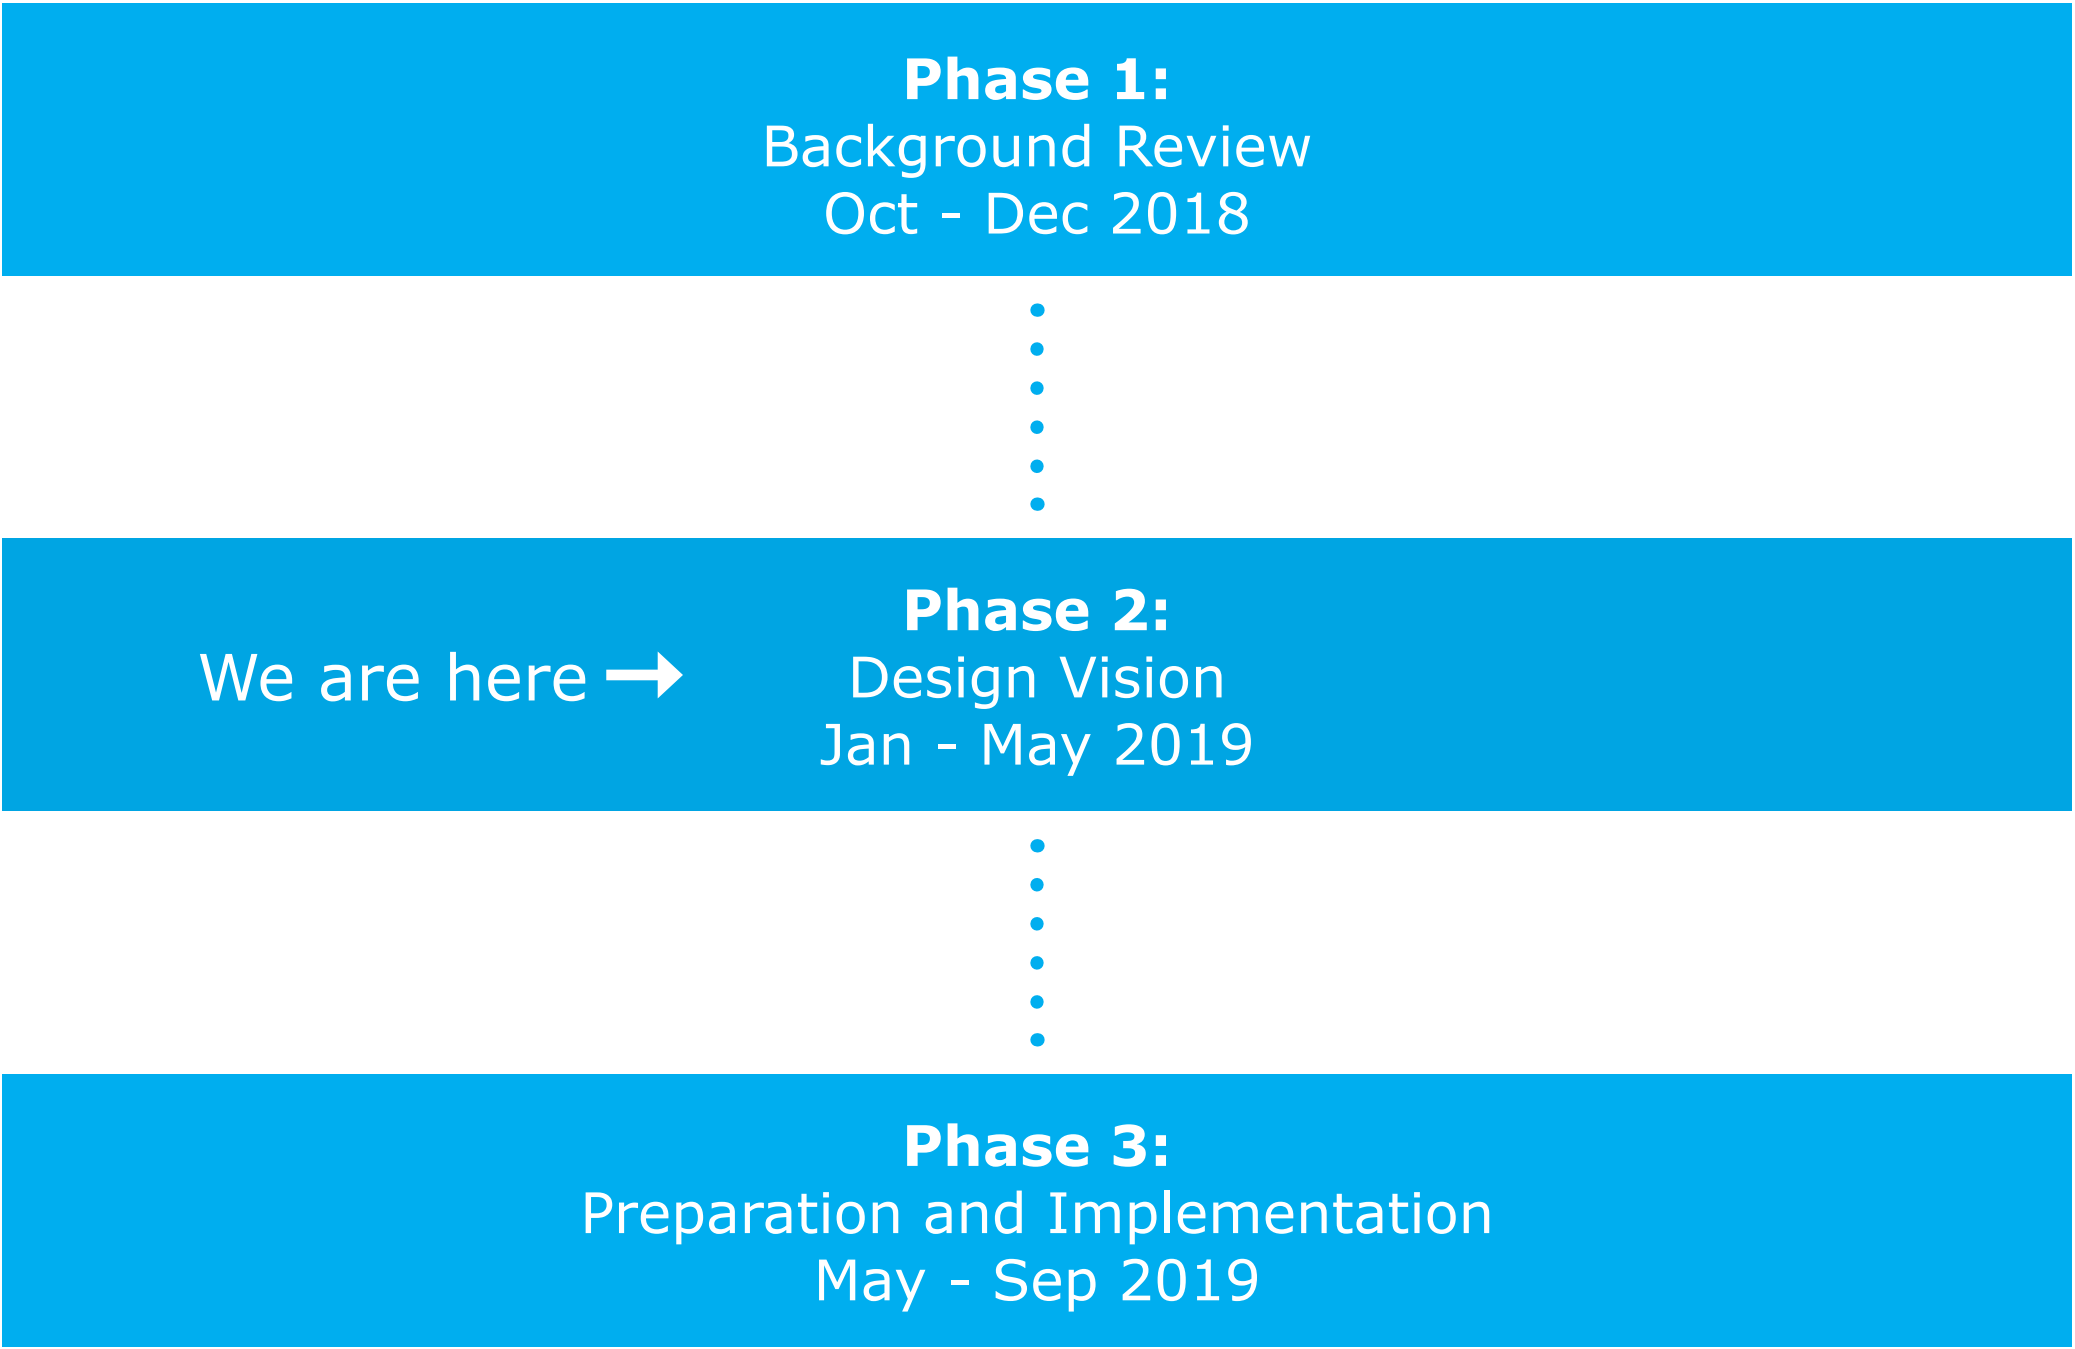 Phase 1:
Background Review
Oct - Dec 2018
We are here
Phase 2:
Design Vision
Jan - May 2019
Phase 3:
Preparation and Implementation
May - Sep 2019